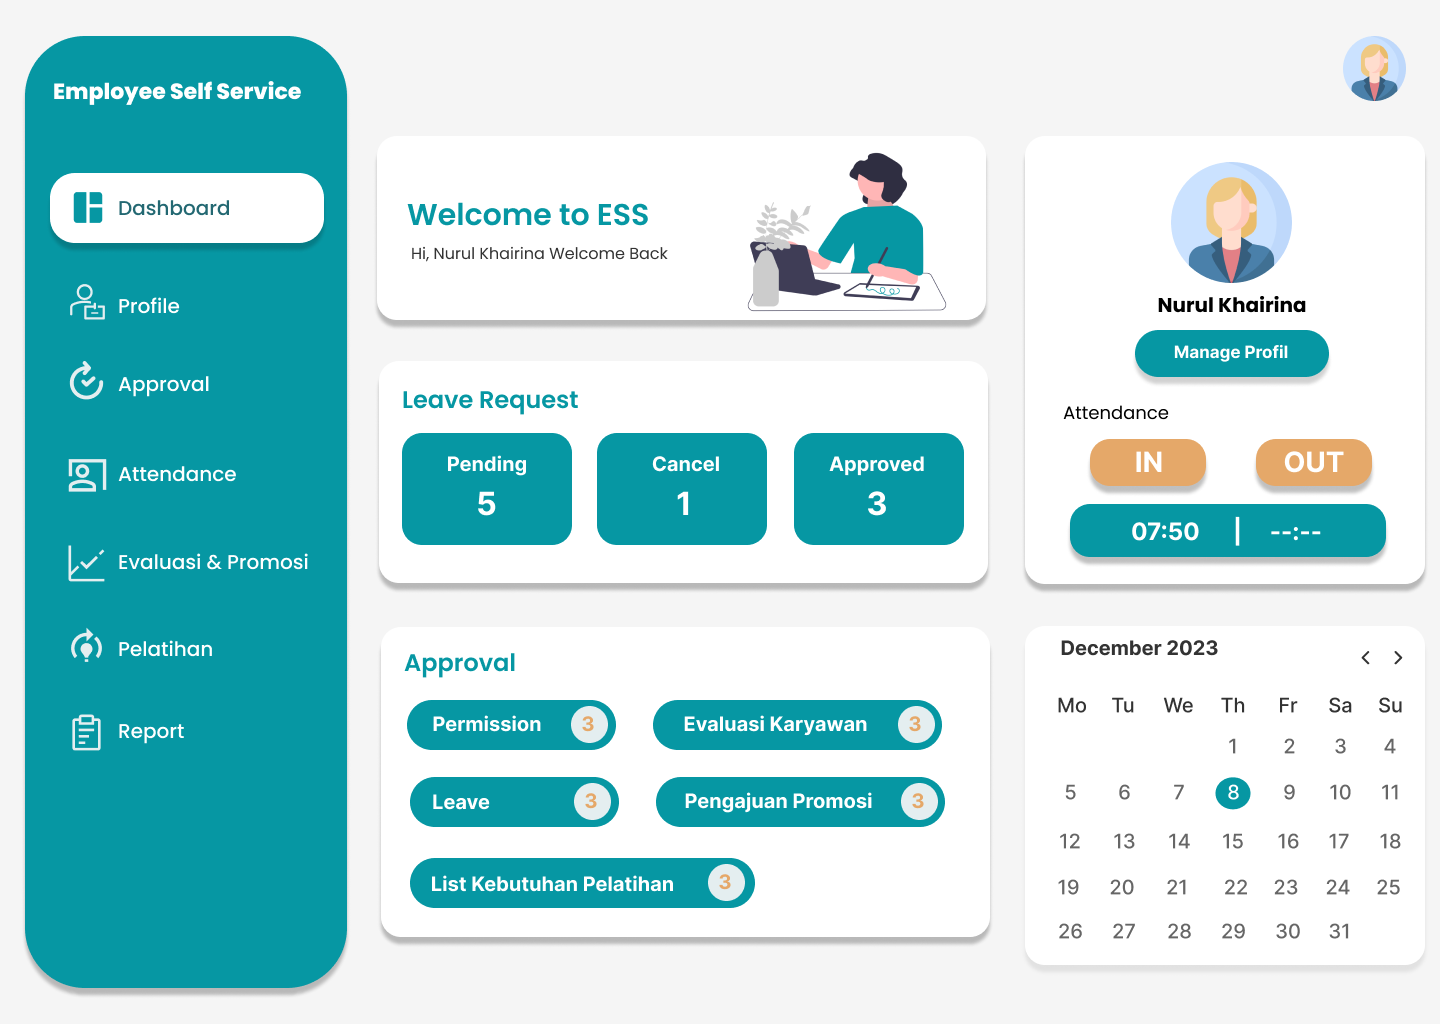 Employee Self Service
Dashboard
Profile
Approval
Attendance
Evaluasi & Promosi
Pelatihan
Report
Welcome to ESS
Hi, Nurul Khairina Welcome Back
Leave Request
Pending Cancel Approved
5 1 3
Approval
Permission 3 Evaluasi Karyawan 3
Leave 3 Pengajuan Promosi 3
List Kebutuhan Pelatihan 3
Nurul Khairina
Manage Profil
Attendance
IN OUT
07:50 | --:--
December 2023
Mo Tu We Th Fr Sa Su
1 2 3 4
5 6 7 8 9 10 11
12 13 14 15 16 17 18
19 20 21 22 23 24 25
26 27 28 29 30 31